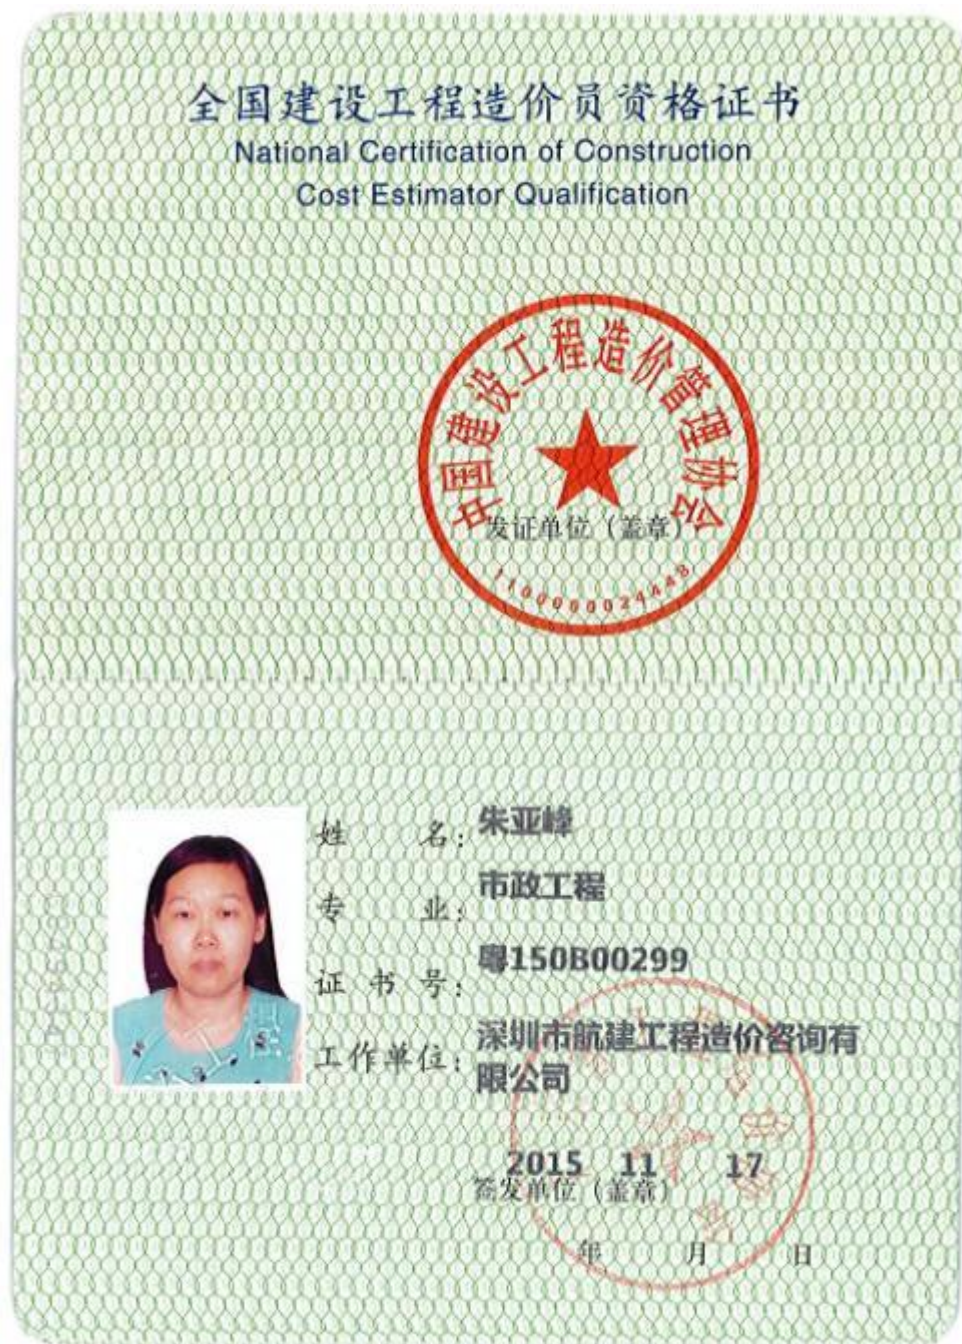 全国建设工程造价员资格证书
National Certification of Construction
Cost Estimator Qualification
中国建设工程造价管理协会
发证单位（盖章）
1100000024448
姓 名：朱亚峰
专 业：市政工程
证 书 号：粤150B00299
工作单位：深圳市航建工程造价咨询有
限公司
2015 11 17
签发单位（盖章）
年 月 日